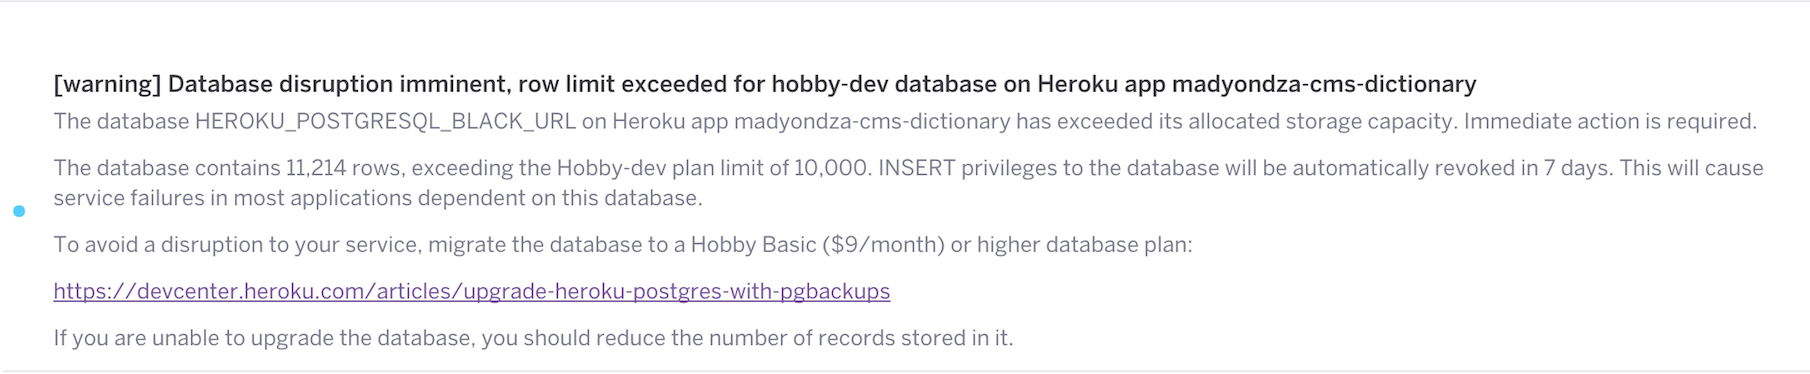 [warning] Database disruption imminent, row limit exceeded for hobby-dev database on Heroku app madyondza-cms-dictionary
The database HEROKU_POSTGRESQL_BLACK_URL on Heroku app madyondza-cms-dictionary has exceeded its allocated storage capacity. Immediate action is required.
The database contains 11,214 rows, exceeding the Hobby-dev plan limit of 10,000. INSERT privileges to the database will be automatically revoked in 7 days. This will cause
service failures in most applications dependent on this database.
To avoid a disruption to your service, migrate the database to a Hobby Basic ($9/month) or higher database plan:
https://devcenter.heroku.com/articles/upgrade-heroku-postgres-with-pgbackups
If you are unable to upgrade the database, you should reduce the number of records stored in it.